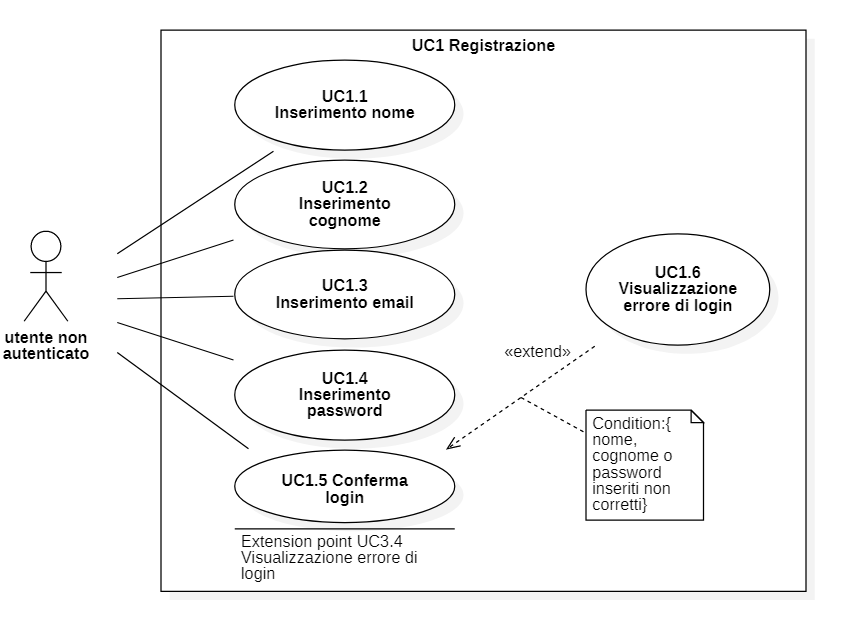 UC1 Registrazione
UC1.1
Inserimento nome
UC1.2
Inserimento
cognome
UC1.3
Inserimento email
UC1.4
Inserimento
password
UC1.5 Conferma
login
Extension point UC3.4
Visualizzazione errore di
login
utente non
autenticato
UC1.6
Visualizzazione
errore di login
«extend»
Condition:{
nome,
cognome o
password
inseriti non
corretti}